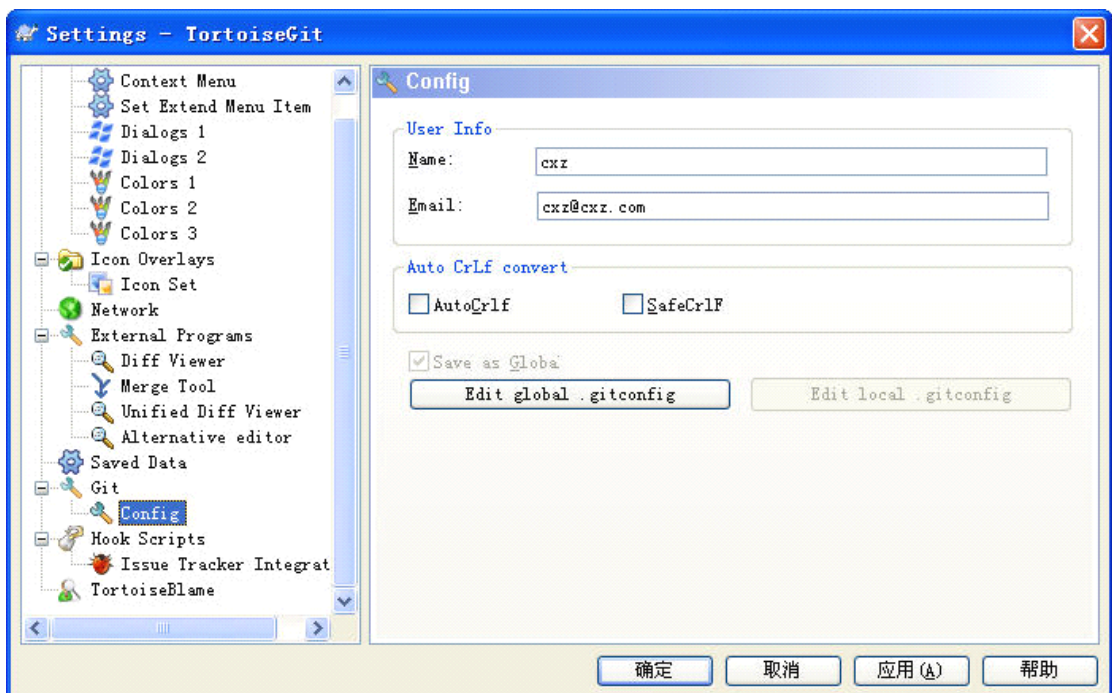 Settings - TortoiseGit
Context Menu
Set Extend Menu Item
Dialogs 1
Dialogs 2
Colors 1
Colors 2
Colors 3
Icon Overlays
Icon Set
Network
External Programs
Diff Viewer
Merge Tool
Unified Diff Viewer
Alternative editor
Saved Data
Git
Config
Hook Scripts
Issue Tracker Integrat
TortoiseBlame
Config
User Info
Name:
cxz
Email:
cxz@cxz.com
Auto CrLf convert
AutoCrlf
SafeCrlF
Save as Global
Edit global .gitconfig
Edit local .gitconfig
确定
取消
应用(A)
帮助